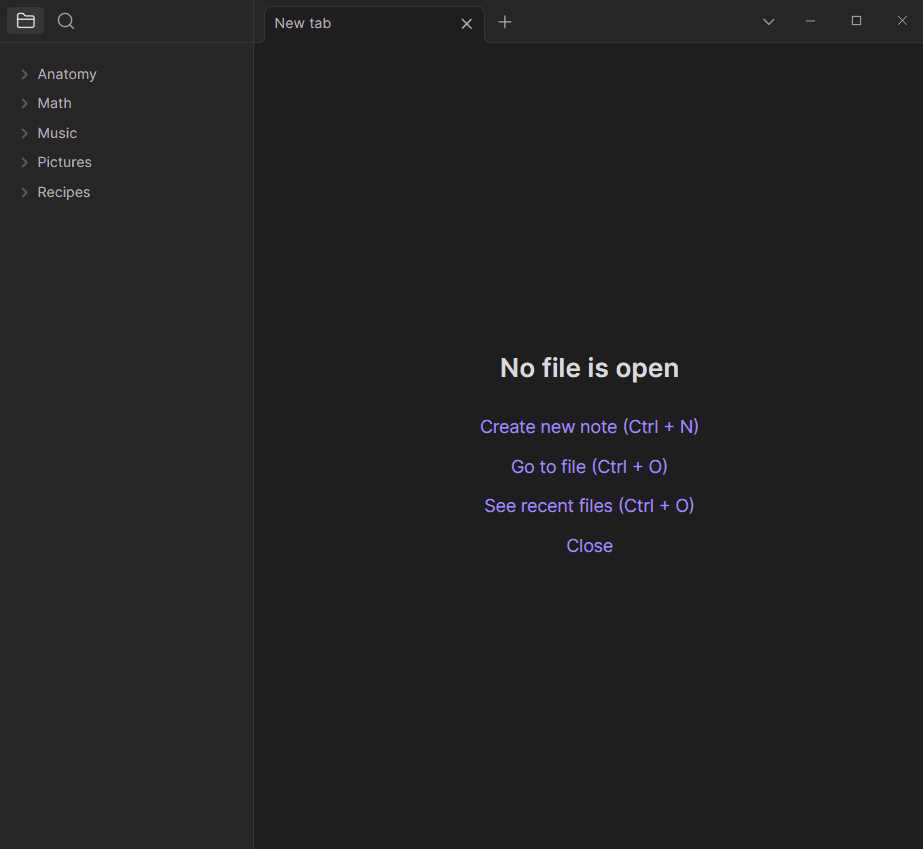 New tab
Anatomy
Math
Music
Pictures
Recipes
No file is open
Create new note (Ctrl + N)
Go to file (Ctrl + O)
See recent files (Ctrl + O)
Close